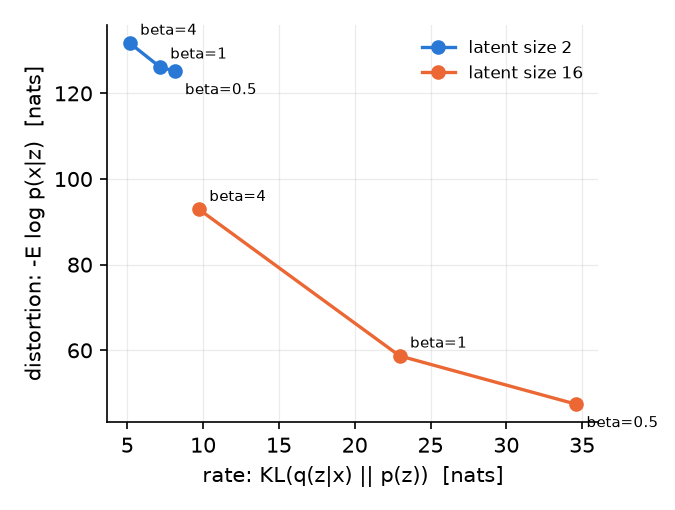 beta=4
beta=1
beta=0.5
latent size 2
latent size 16
beta=4
beta=1
beta=0.5
120
100
80
60
5
10
15
20
25
30
35
distortion: -E log p(x|z)  [nats]
rate: KL(q(z|x) || p(z))  [nats]